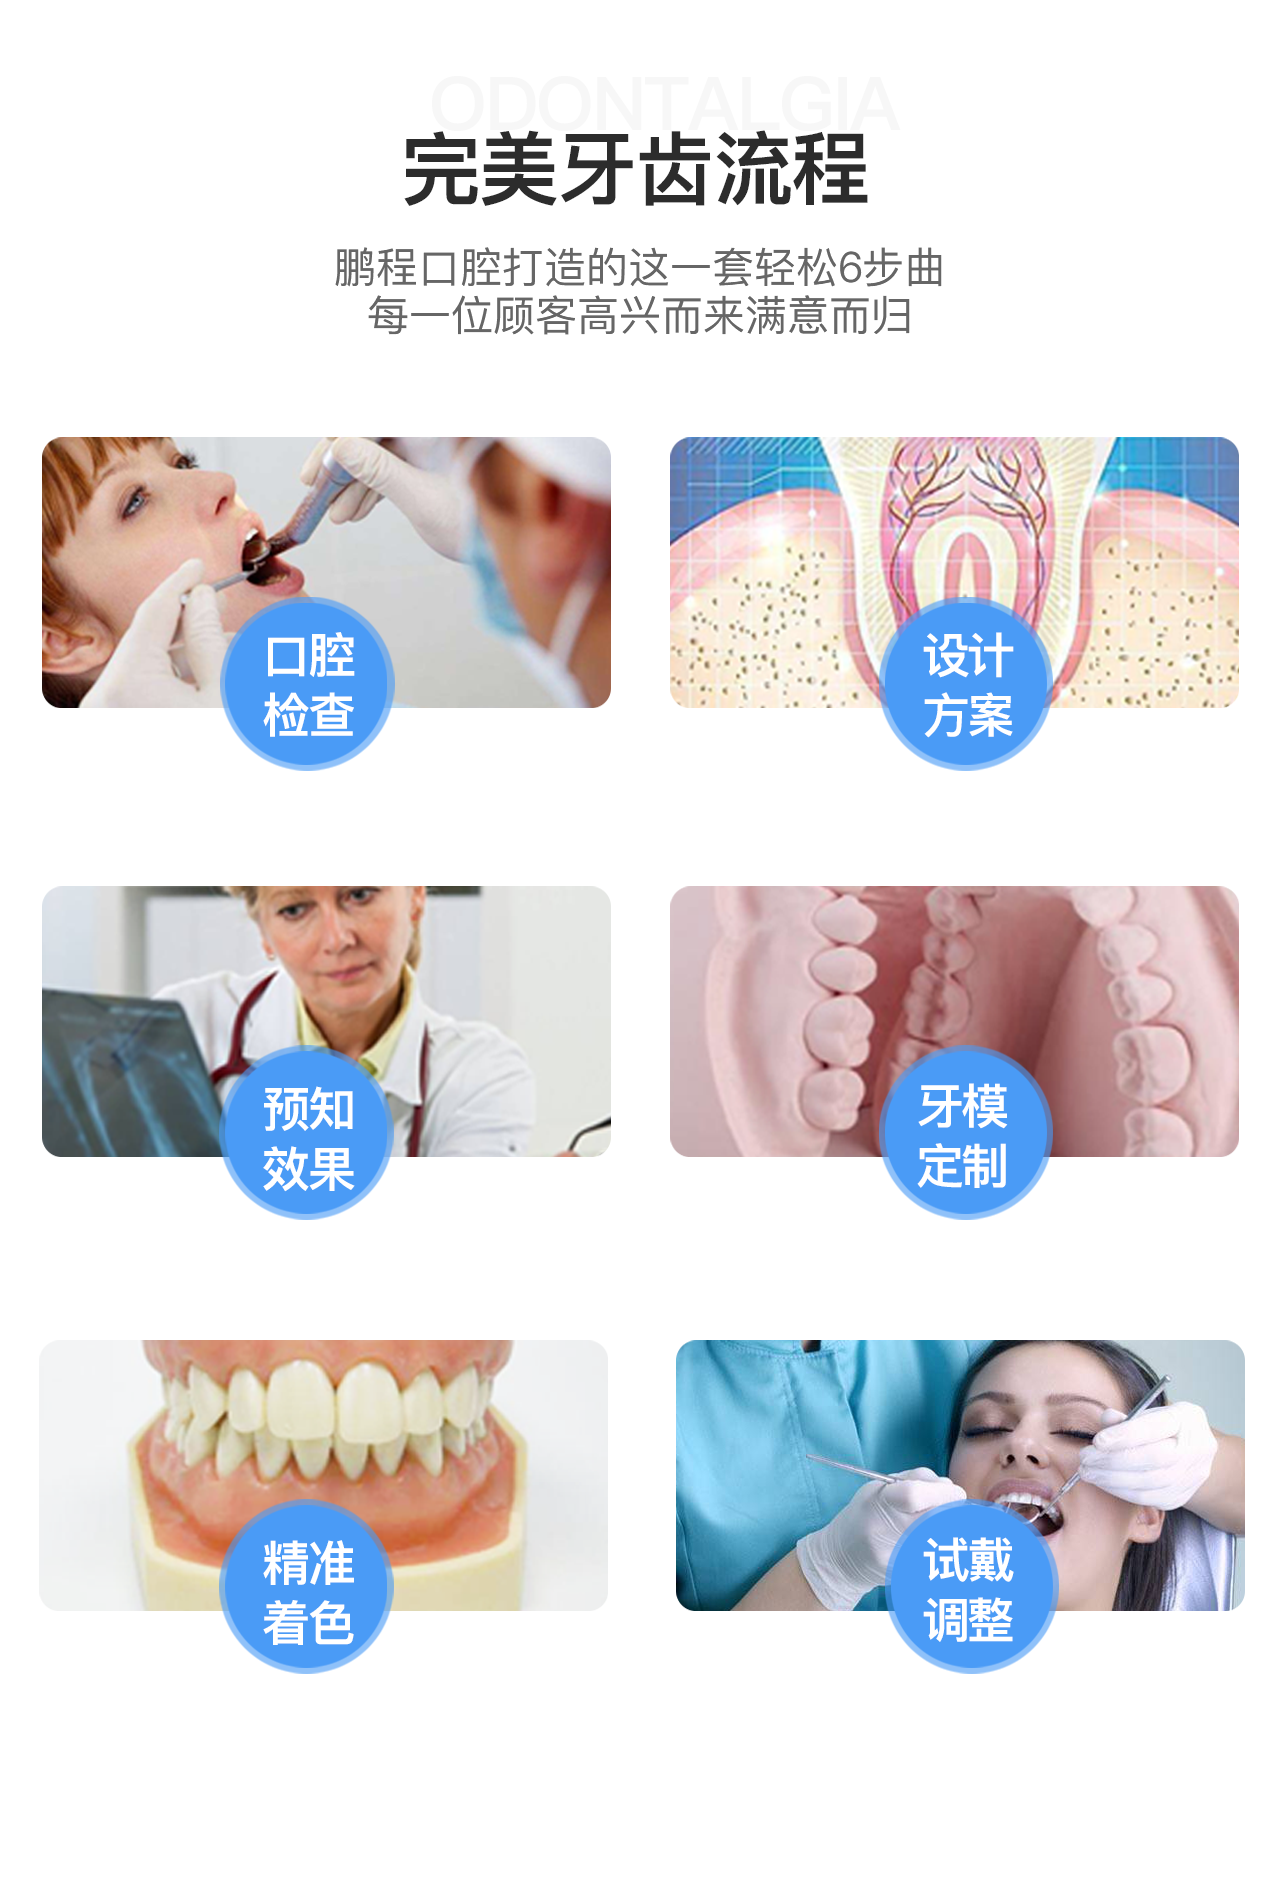 ODONTALGIA
完美牙齿流程
鹏程口腔打造的这一套轻松6步曲
每一位顾客高兴而来满意而归
口腔
检查
设计
方案
预知
效果
牙模
定制
精准
着色
试戴
调整